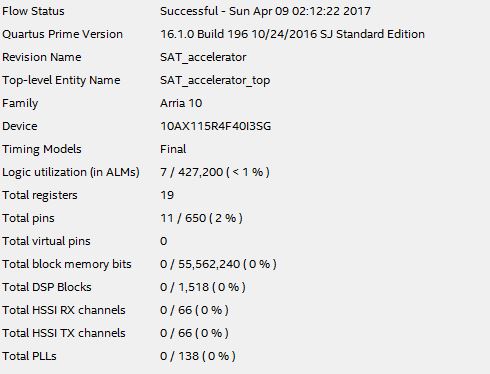 Flow Status Successful - Sun Apr 09 02:12:22 2017
Quartus Prime Version 16.1.0 Build 196 10/24/2016 SJ Standard Edition
Revision Name SAT_accelerator
Top-level Entity Name SAT_accelerator_top
Family Arria 10
Device 10AX115R4F40I3SG
Timing Models Final
Logic utilization (in ALMs) 7 / 427,200 ( < 1 % )
Total registers 19
Total pins 11 / 650 ( 2 % )
Total virtual pins 0
Total block memory bits 0 / 55,562,240 ( 0 % )
Total DSP Blocks 0 / 1,518 ( 0 % )
Total HSSI RX channels 0 / 66 ( 0 % )
Total HSSI TX channels 0 / 66 ( 0 % )
Total PLLs 0 / 138 ( 0 % )